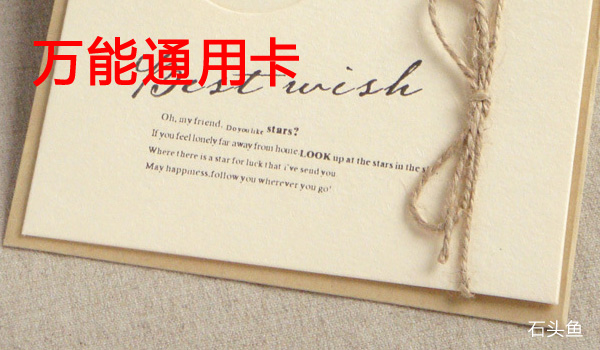 万能通用卡
Best wish
Oh, my friend. Do you like stars?
If you feel lonely far away from home.LOOK up at the stars in the s
Where there is a star for luck that i've send you
May happiness.follow you wherever you go!
石头鱼